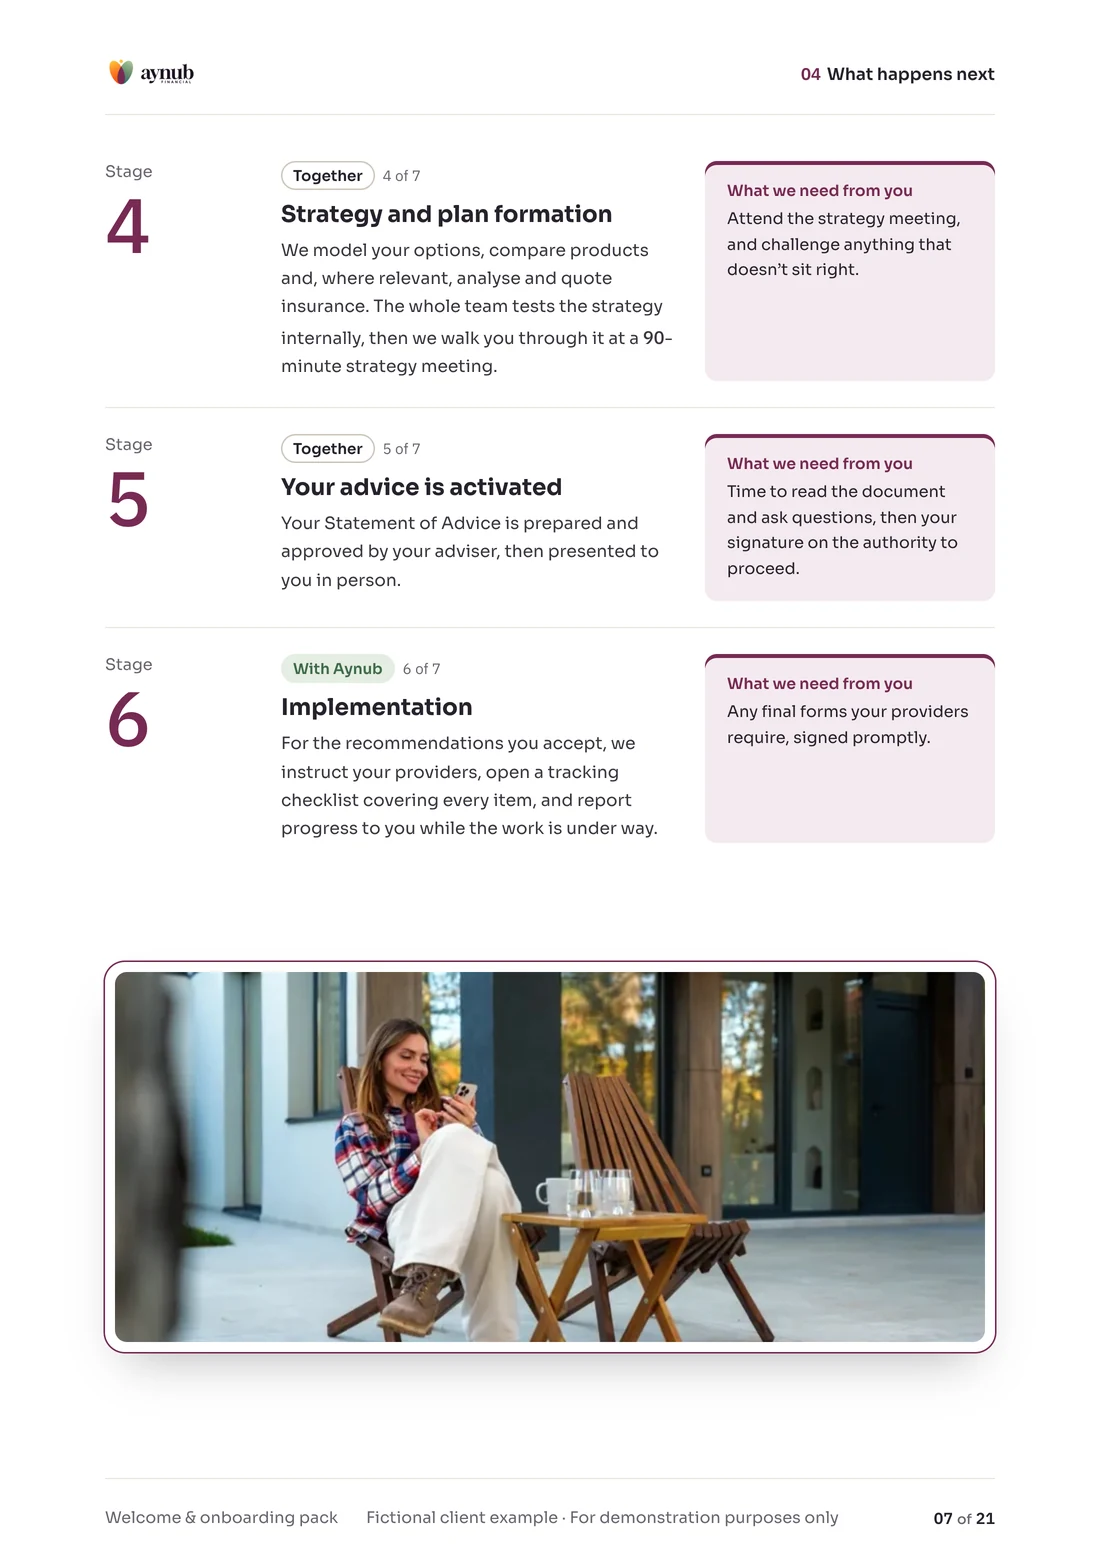 aynub
FINANCIAL
04 What happens next
Stage
4
Together 4 of 7
Strategy and plan formation
We model your options, compare products
and, where relevant, analyse and quote
insurance. The whole team tests the strategy
internally, then we walk you through it at a 90-
minute strategy meeting.
What we need from you
Attend the strategy meeting,
and challenge anything that
doesn’t sit right.
Stage
5
Together 5 of 7
Your advice is activated
Your Statement of Advice is prepared and
approved by your adviser, then presented to
you in person.
What we need from you
Time to read the document
and ask questions, then your
signature on the authority to
proceed.
Stage
6
With Aynub 6 of 7
Implementation
For the recommendations you accept, we
instruct your providers, open a tracking
checklist covering every item, and report
progress to you while the work is under way.
What we need from you
Any final forms your providers
require, signed promptly.
Welcome & onboarding pack Fictional client example · For demonstration purposes only 07 of 21